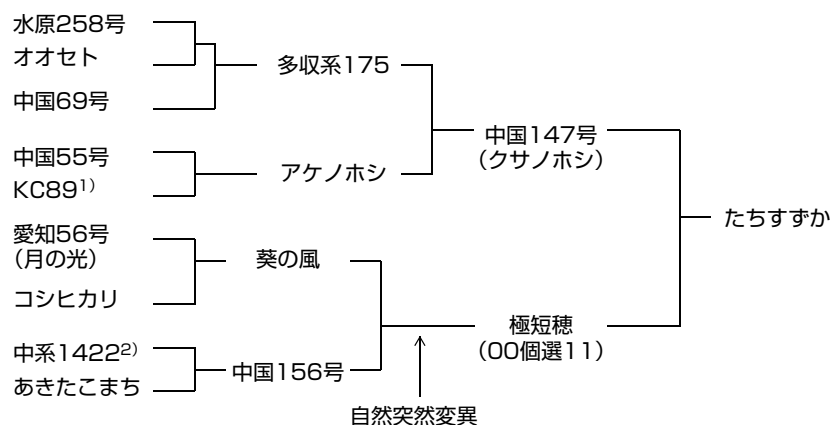 水原258号
オオセト
中国69号
多収系175
中国55号
KC891)
アケノホシ
中国147号
(クサノホシ)
愛知56号
(月の光)
コシヒカリ
葵の風
中系14222)
あきたこまち
中国156号
極短穂
(00個選11)
自然突然変異
たちすずか